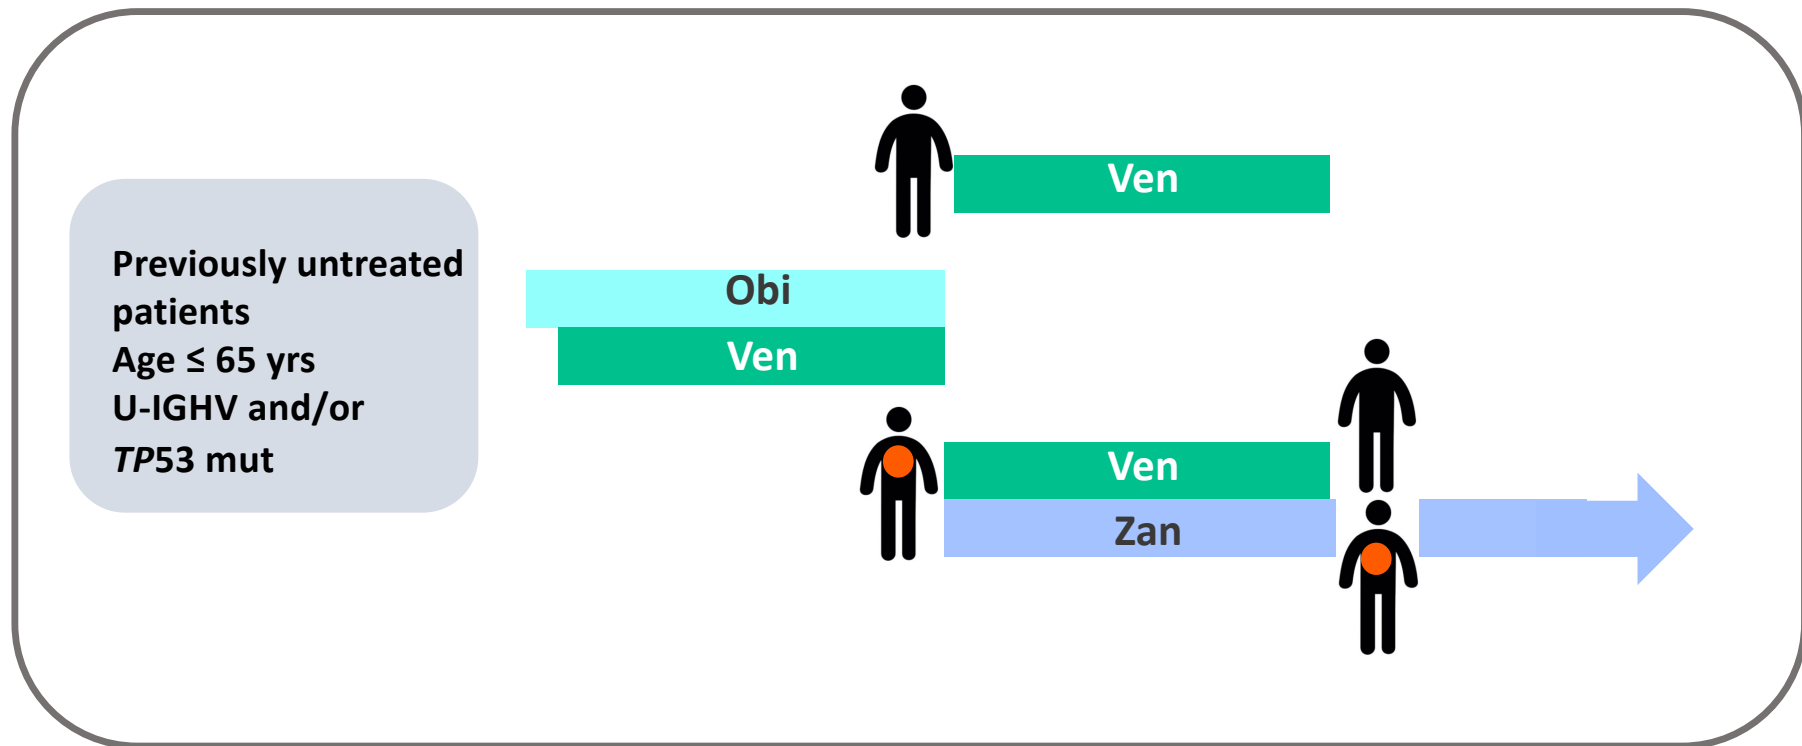 Previously untreated
patients
Age ≤ 65 yrs
U-IGHV and/or
TP53 mut
Ven
Obi
Ven
Ven
Zan